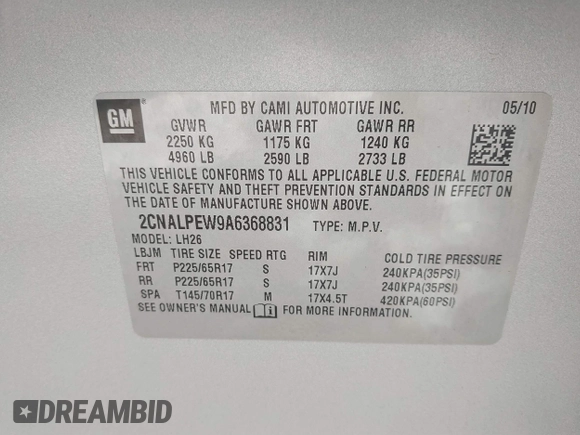 GM
®
MFD BY CAMI AUTOMOTIVE INC. 05/10
GVWR GAWR FRT GAWR RR
2250 KG 1175 KG 1240 KG
4960 LB 2590 LB 2733 LB
THIS VEHICLE CONFORMS TO ALL APPLICABLE U.S. FEDERAL MOTOR
VEHICLE SAFETY AND THEFT PREVENTION STANDARDS IN EFFECT ON
THE DATE OF MANUFACTURE SHOWN ABOVE.
2CNALPEW9A6368831 TYPE: M.P.V.
MODEL: LH26
LBJM TIRE SIZE SPEED RTG RIM COLD TIRE PRESSURE
FRT P225/65R17 S 17X7J 240KPA(35PSI)
RR P225/65R17 S 17X7J 240KPA(35PSI)
SPA T145/70R17 M 17X4.5T 420KPA(60PSI)
SEE OWNER'S MANUAL i FOR MORE INFORMATION.
DREAMBID